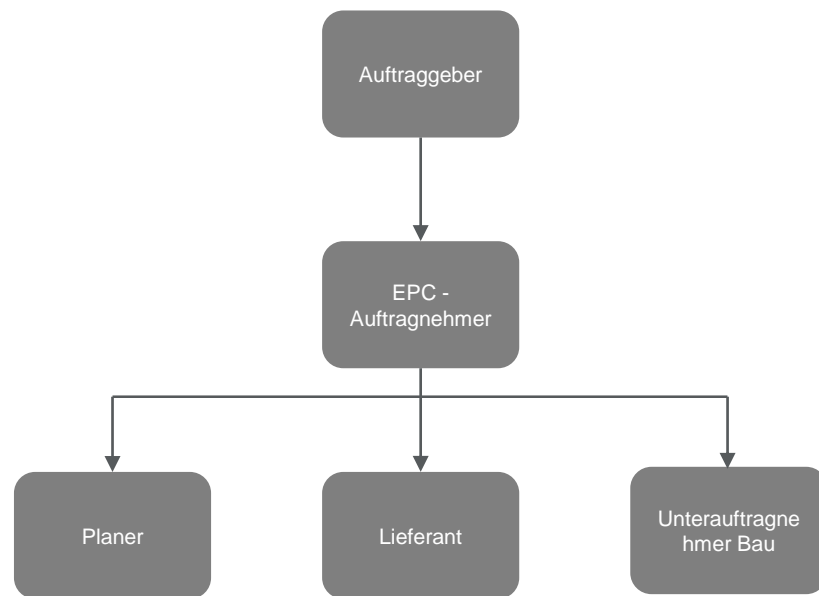 Auftraggeber
EPC -
Auftragnehmer
Planer
Lieferant
Unterauftragne
hmer Bau